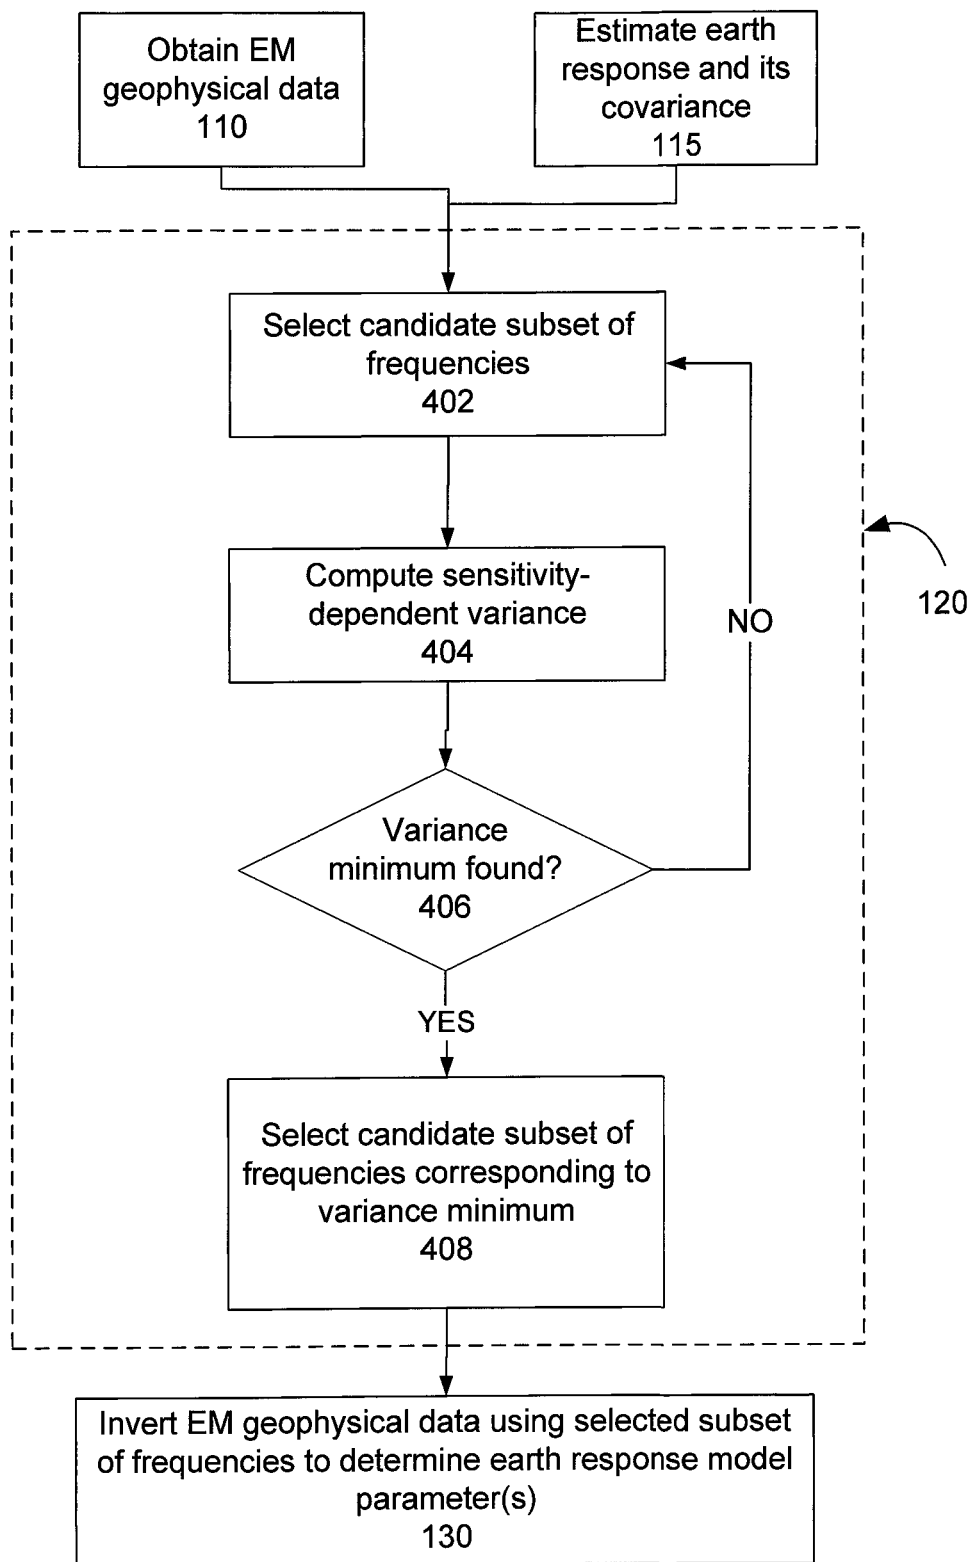 Obtain EM
geophysical data
110
Estimate earth
response and its
covariance
115
Select candidate subset of
frequencies
402
Compute sensitivity-
dependent variance
404
NO
120
Variance
minimum found?
406
YES
Select candidate subset of
frequencies corresponding to
variance minimum
408
Invert EM geophysical data using selected subset
of frequencies to determine earth response model
parameter(s)
130